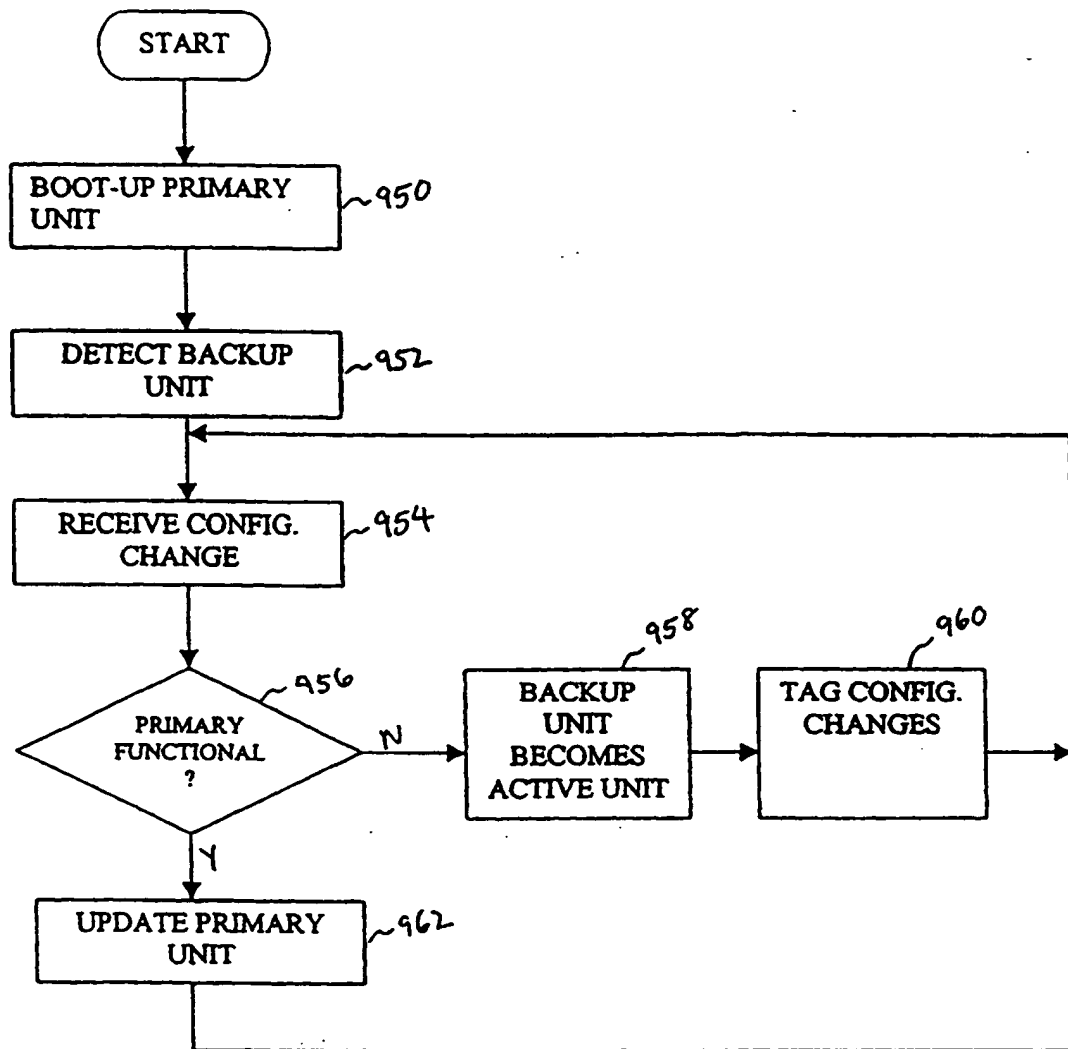 START
BOOT-UP PRIMARY
UNIT
950
DETECT BACKUP
UNIT
952
RECEIVE CONFIG.
CHANGE
954
PRIMARY
FUNCTIONAL
?
956
N
BACKUP
UNIT
BECOMES
ACTIVE UNIT
958
TAG CONFIG.
CHANGES
960
Y
UPDATE PRIMARY
UNIT
962